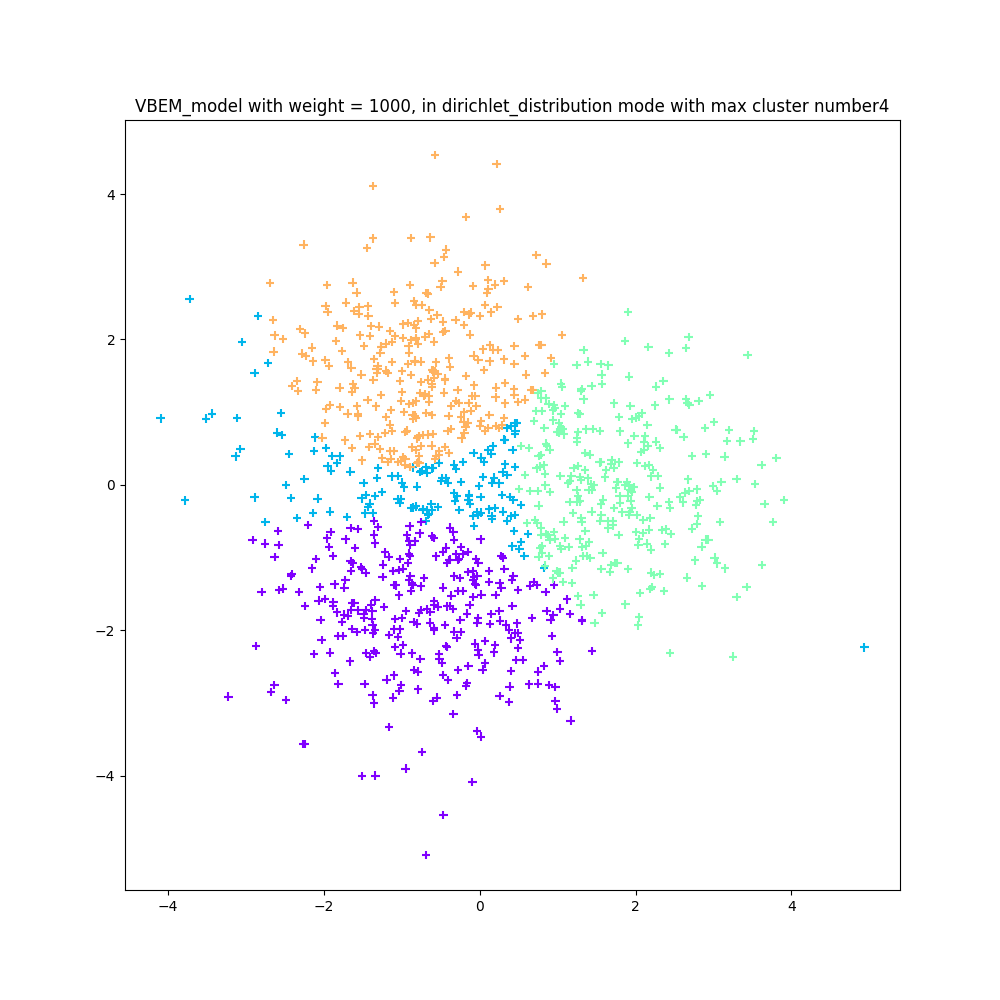 VBEM_model with weight = 1000, in dirichlet_distribution mode with max cluster number4
4
2
0
−2
−4
−4 −2 0 2 4